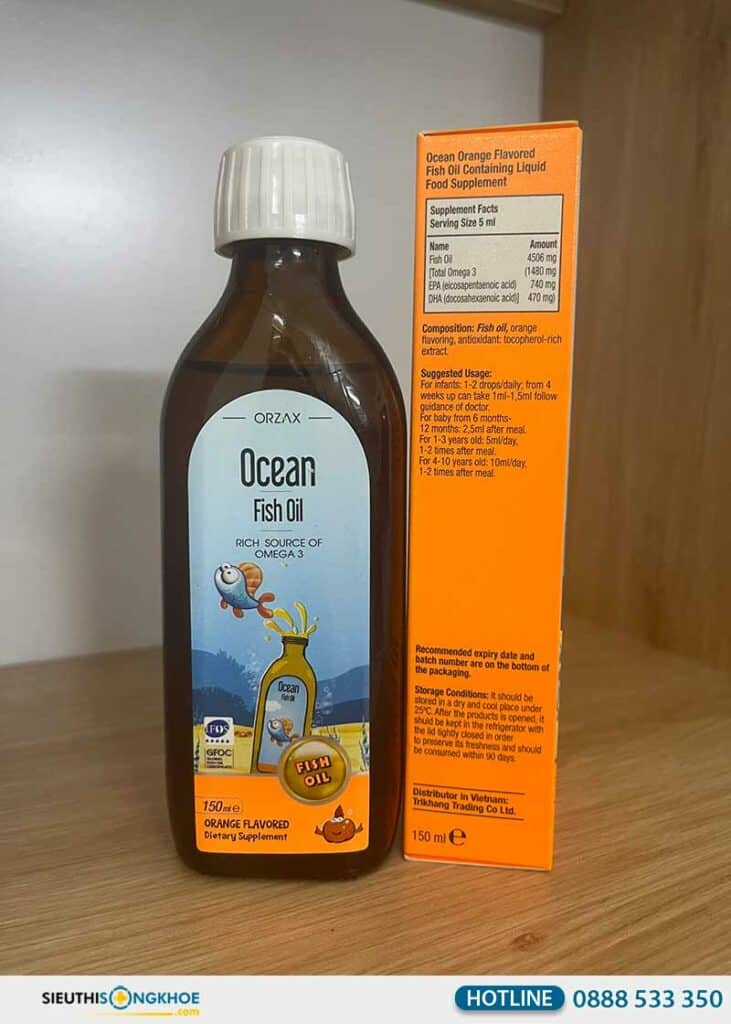 ORZAX
Ocean
Fish Oil
RICH SOURCE OF
OMEGA 3
Ocean
Fish Oil
IFOS
GFOC
FISH
OIL
150 ml e
ORANGE FLAVORED
Dietary Supplement
Ocean Orange Flavored
Fish Oil Containing Liquid
Food Supplement
Supplement Facts
Serving Size 5 ml
Name Amount
Fish Oil 4506 mg
[Total Omega 3 (1480 mg
EPA (eicosapentaenoic acid) 740 mg
DHA (docosahexaenoic acid)] 470 mg)
Composition: Fish oil, orange
flavoring, antioxidant: tocopherol-rich
extract.
Suggested Usage:
For infants: 1-2 drops/daily; from 4
weeks up can take 1ml-1,5ml follow
guidance of doctor.
For baby from 6 months-
12 months: 2,5ml after meal.
For 1-3 years old: 5ml/day,
1-2 times after meal.
For 4-10 years old: 10ml/day,
1-2 times after meal.
Recommended expiry date and
batch number are on the bottom of
the packaging.
Storage Conditions: It should be
stored in a dry and cool place under
25ºC. After the products is opened, it
should be kept in the refrigerator with
the lid tightly closed in order
to preserve its freshness and should
be consumed within 90 days.
Distributor in Vietnam:
Trikhang Trading Co Ltd.
150 ml e
SIEUTHISONGKHOE
.com
HOTLINE 0888 533 350